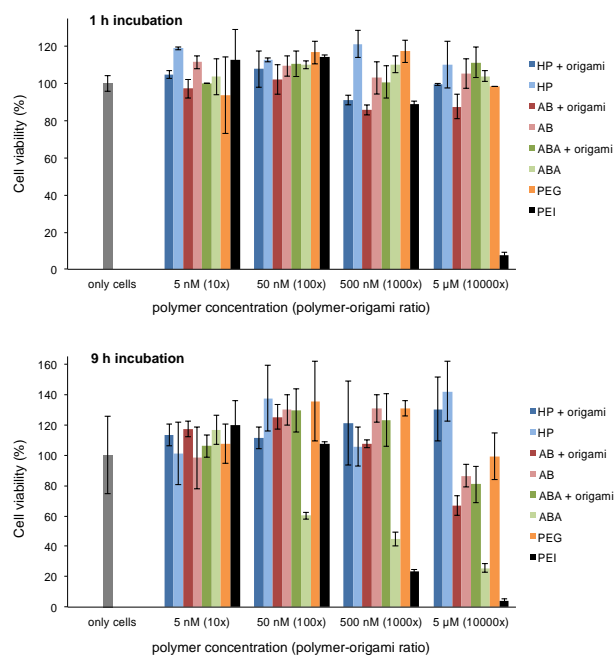 1 h incubation
Cell viability (%)
120
100
80
60
40
20
0
only cells
5 nM (10x)
50 nM (100x)
500 nM (1000x)
5 µM (10000x)
polymer concentration (polymer-origami ratio)
HP + origami
HP
AB + origami
AB
ABA + origami
ABA
PEG
PEI
9 h incubation
Cell viability (%)
160
140
120
100
80
60
40
20
0
only cells
5 nM (10x)
50 nM (100x)
500 nM (1000x)
5 µM (10000x)
polymer concentration (polymer-origami ratio)
HP + origami
HP
AB + origami
AB
ABA + origami
ABA
PEG
PEI